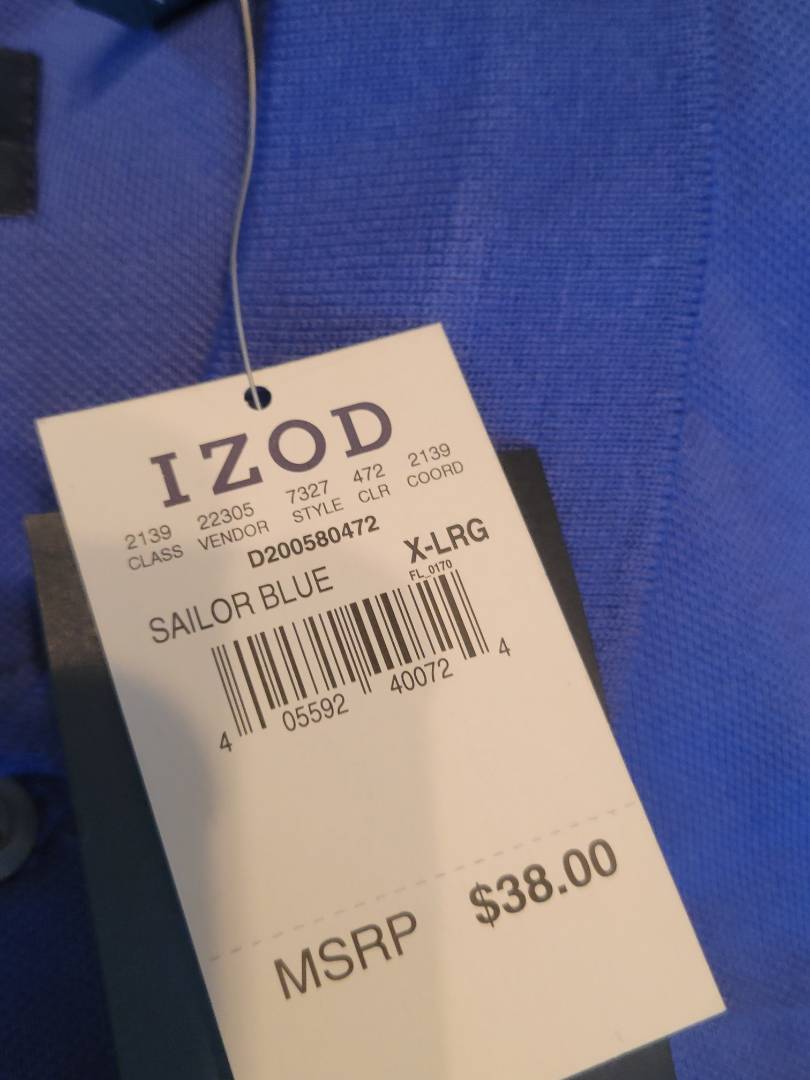 IZOD
2139 22305 7327 472 2139
CLASS VENDOR STYLE CLR COORD
D200580472
SAILOR BLUE X-LRG
FL_0170
4 05592 40072 4
MSRP $38.00